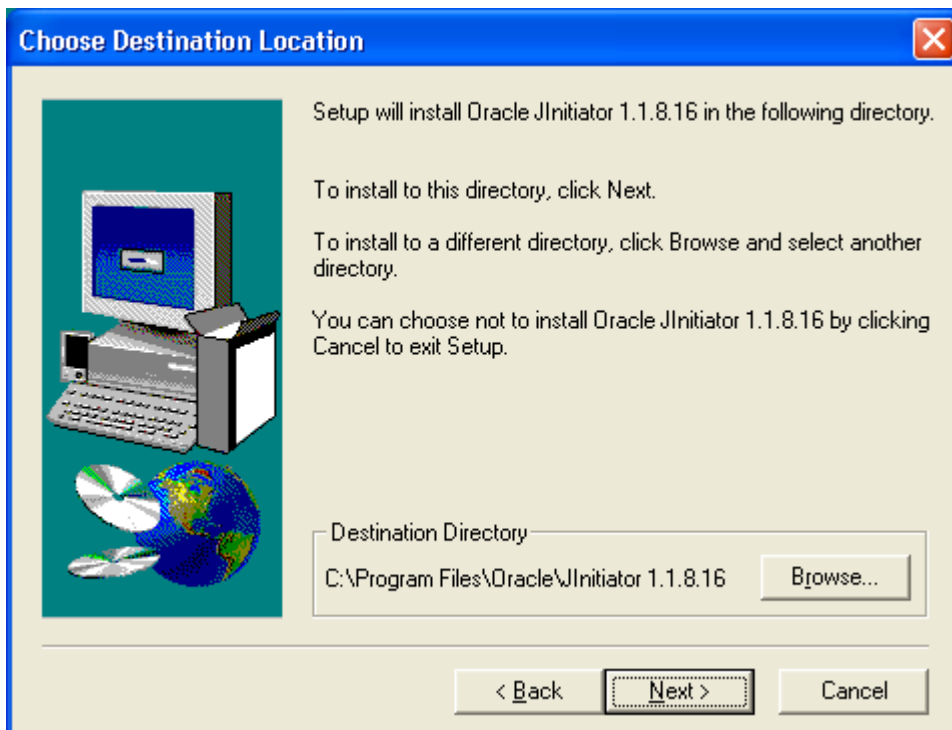 Choose Destination Location
Setup will install Oracle JInitiator 1.1.8.16 in the following directory.
To install to this directory, click Next.
To install to a different directory, click Browse and select another
directory.
You can choose not to install Oracle JInitiator 1.1.8.16 by clicking
Cancel to exit Setup.
Destination Directory
C:\Program Files\Oracle\JInitiator 1.1.8.16
Browse...
< Back
Next >
Cancel